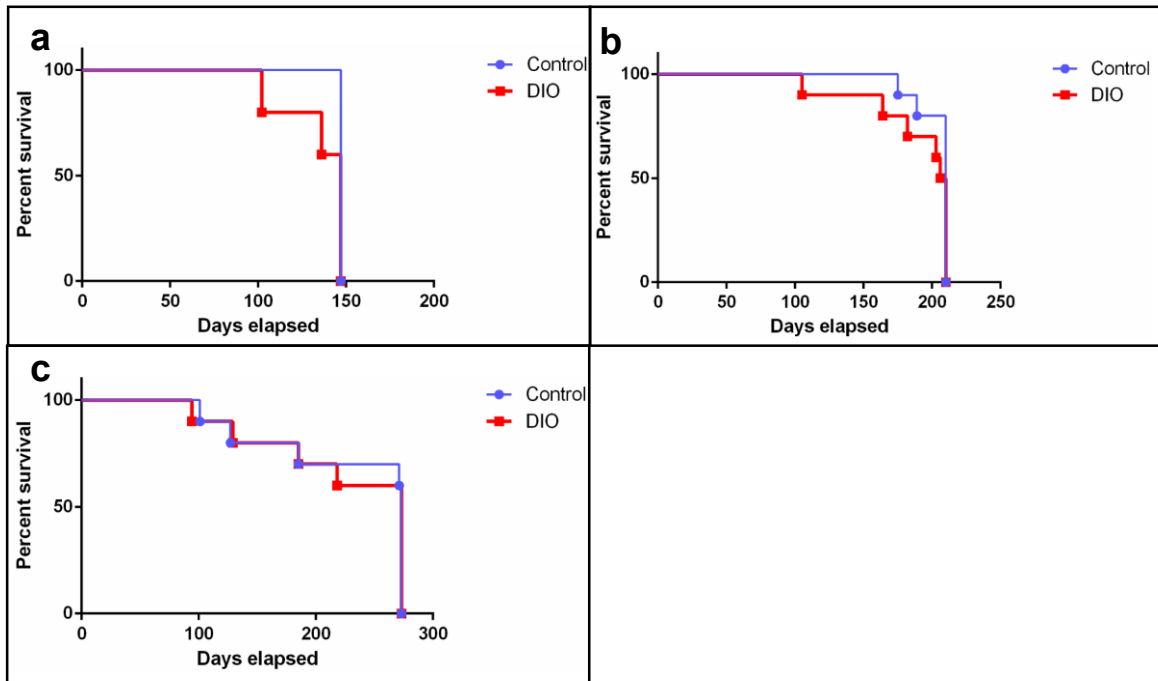 a
Control
DIO
Percent survival
100
50
0
0 50 100 150 200
Days elapsed
b
Control
DIO
Percent survival
100
50
0
0 50 100 150 200 250
Days elapsed
c
Control
DIO
Percent survival
100
50
0
0 100 200 300
Days elapsed